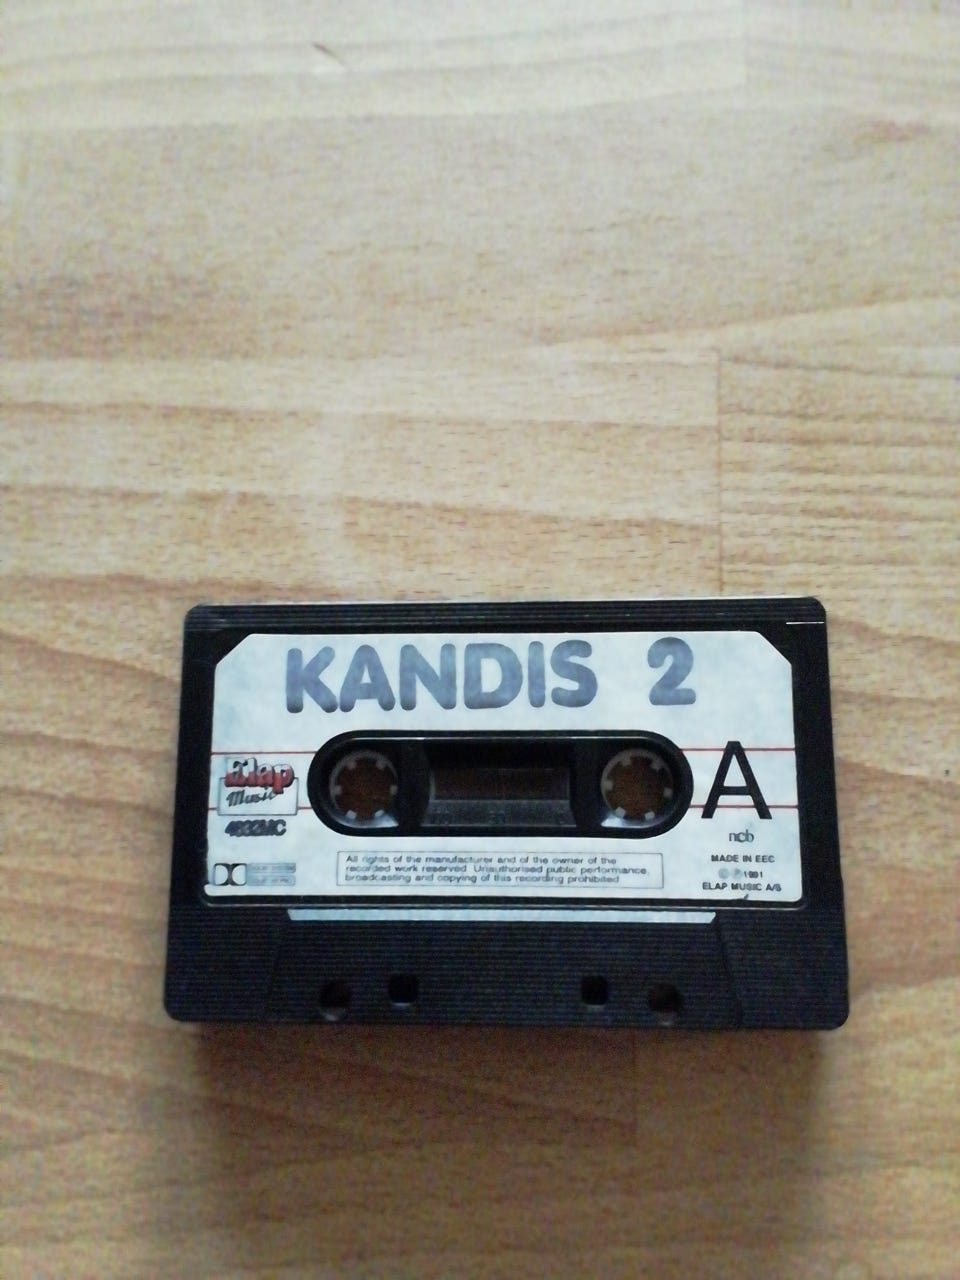 KANDIS 2
Elap
Music
A
4832MC
ncb
All rights of the manufacturer and of the owner of the
recorded work reserved. Unauthorised public performance,
broadcasting and copying of this recording prohibited
MADE IN EEC
© P 1991
ELAP MUSIC A/S